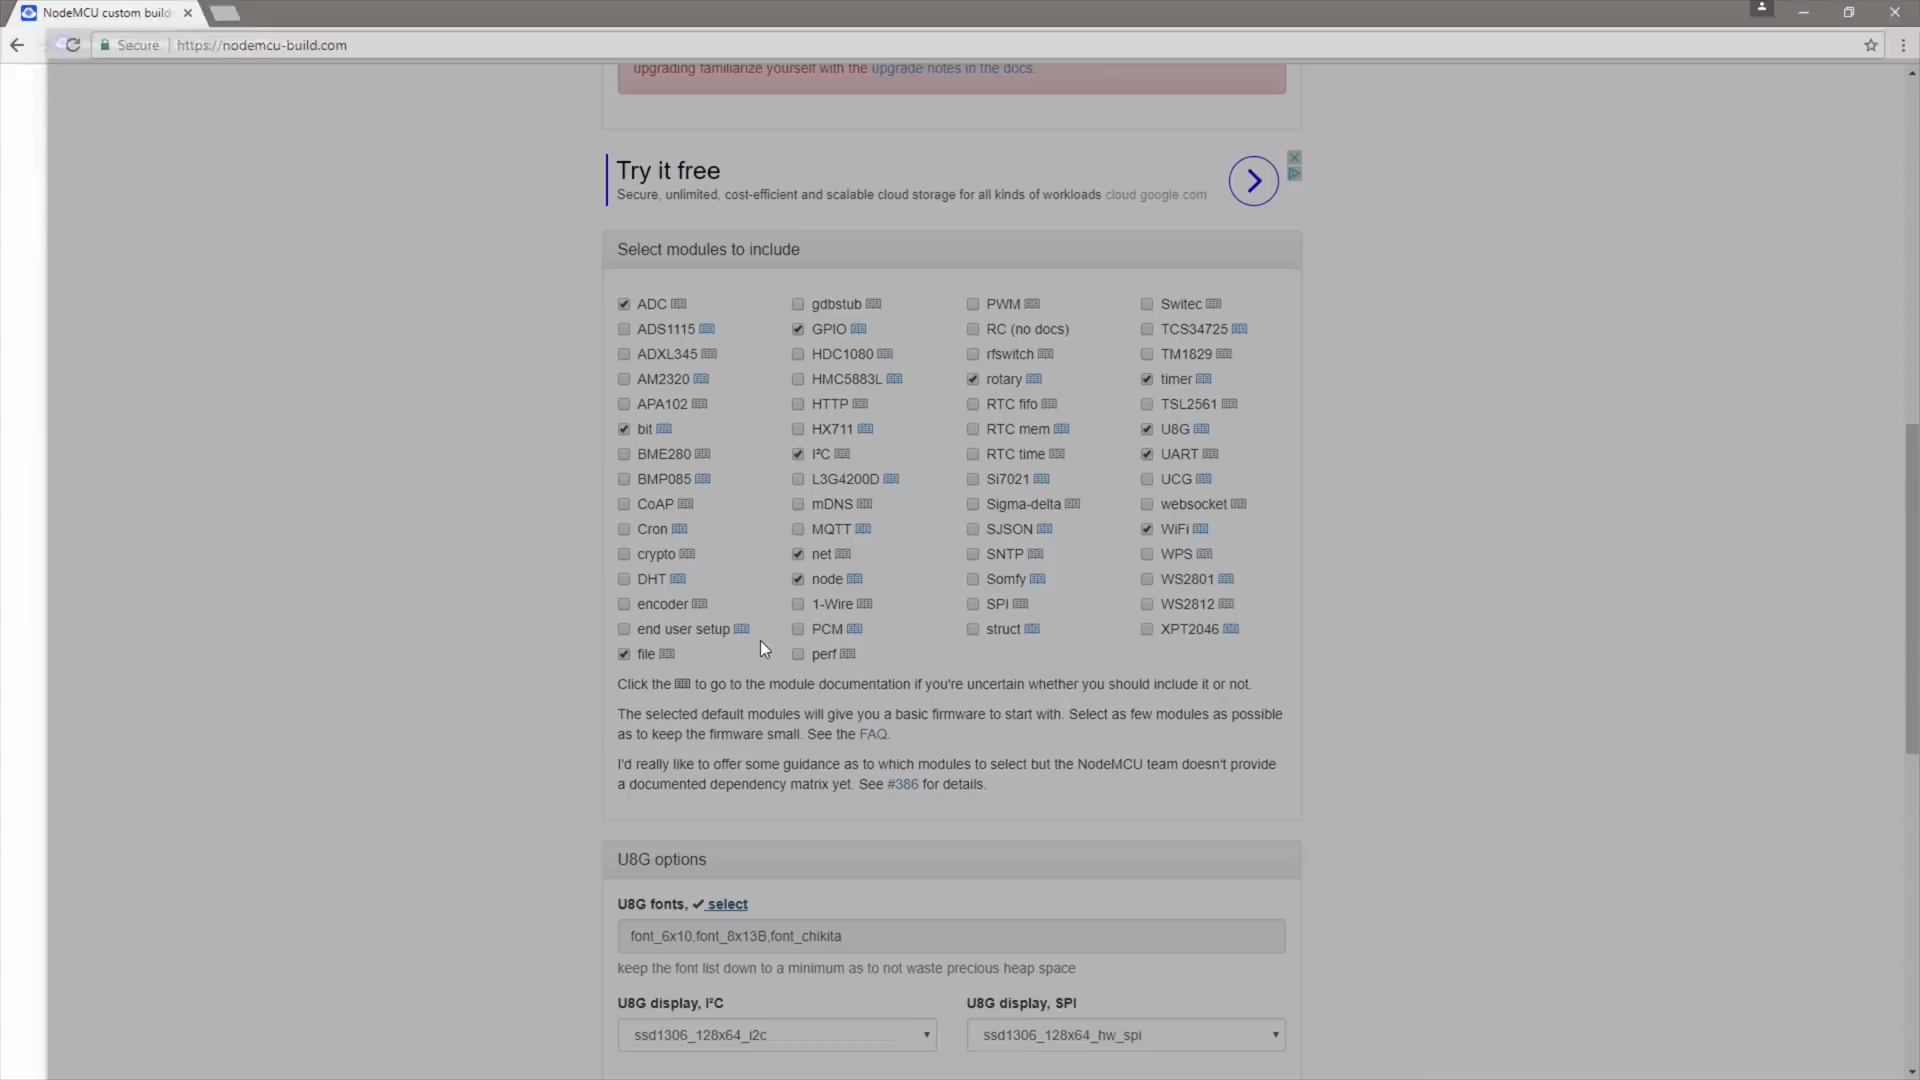 NodeMCU custom build
Secure https://nodemcu-build.com
upgrading familiarize yourself with the upgrade notes in the docs.
Try it free
Secure, unlimited, cost-efficient and scalable cloud storage for all kinds of workloads cloud google com
Select modules to include
ADC gdbstub PWM Switec
ADS1115 GPIO RC (no docs) TCS34725
ADXL345 HDC1080 rfswitch TM1829
AM2320 HMC5883L rotary timer
APA102 HTTP RTC fifo TSL2561
bit HX711 RTC mem U8G
BME280 I²C RTC time UART
BMP085 L3G4200D Si7021 UCG
CoAP mDNS Sigma-delta websocket
Cron MQTT SJSON WiFi
crypto net SNTP WPS
DHT node Somfy WS2801
encoder 1-Wire SPI WS2812
end user setup PCM struct XPT2046
file perf
Click the to go to the module documentation if you're uncertain whether you should include it or not.
The selected default modules will give you a basic firmware to start with. Select as few modules as possible
as to keep the firmware small. See the FAQ.
I'd really like to offer some guidance as to which modules to select but the NodeMCU team doesn't provide
a documented dependency matrix yet. See #386 for details.
U8G options
U8G fonts, select
font_6x10,font_8x13B,font_chikita
keep the font list down to a minimum as to not waste precious heap space
U8G display, I²C U8G display, SPI
ssd1306_128x64_i2c ssd1306_128x64_hw_spi